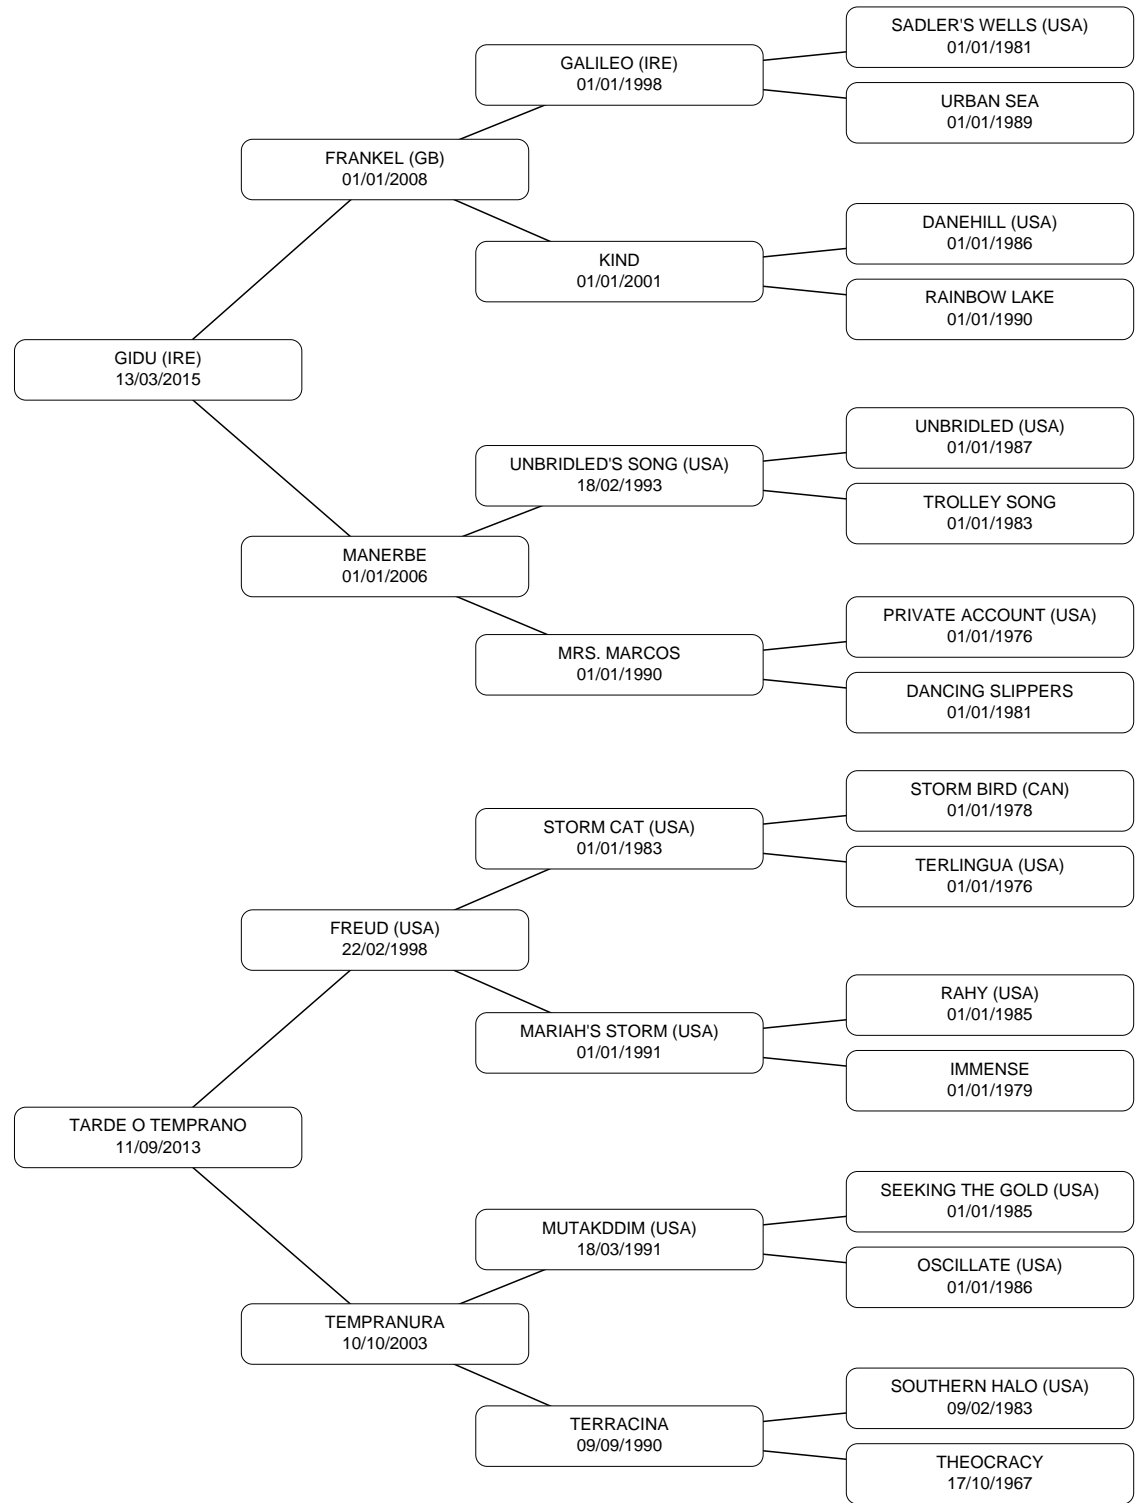 SADLER'S WELLS (USA)
01/01/1981
GALILEO (IRE)
01/01/1998
URBAN SEA
01/01/1989
FRANKEL (GB)
01/01/2008
DANEHILL (USA)
01/01/1986
KIND
01/01/2001
RAINBOW LAKE
01/01/1990
GIDU (IRE)
13/03/2015
UNBRIDLED (USA)
01/01/1987
UNBRIDLED'S SONG (USA)
18/02/1993
TROLLEY SONG
01/01/1983
MANERBE
01/01/2006
PRIVATE ACCOUNT (USA)
01/01/1976
MRS. MARCOS
01/01/1990
DANCING SLIPPERS
01/01/1981
STORM BIRD (CAN)
01/01/1978
STORM CAT (USA)
01/01/1983
TERLINGUA (USA)
01/01/1976
FREUD (USA)
22/02/1998
RAHY (USA)
01/01/1985
MARIAH'S STORM (USA)
01/01/1991
IMMENSE
01/01/1979
TARDE O TEMPRANO
11/09/2013
SEEKING THE GOLD (USA)
01/01/1985
MUTAKDDIM (USA)
18/03/1991
OSCILLATE (USA)
01/01/1986
TEMPRANURA
10/10/2003
SOUTHERN HALO (USA)
09/02/1983
TERRACINA
09/09/1990
THEOCRACY
17/10/1967